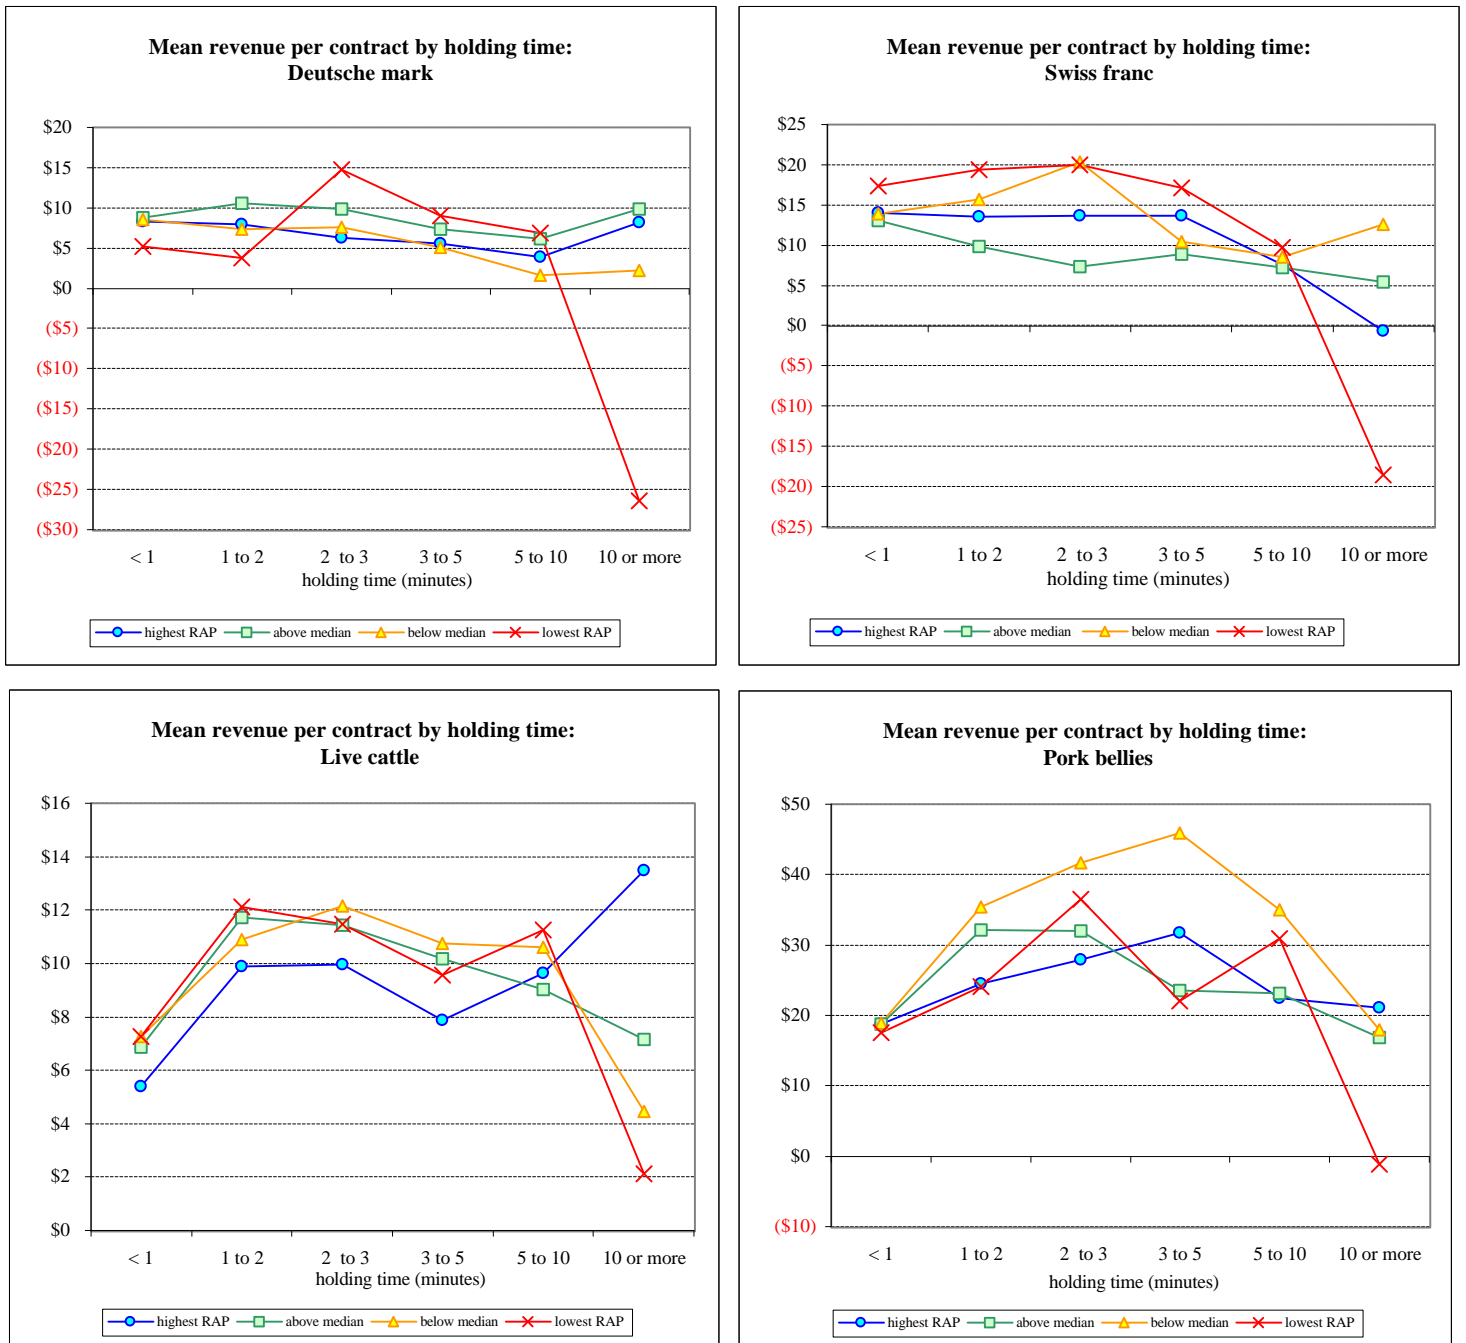 Mean revenue per contract by holding time:
Deutsche mark
$20
$15
$10
$5
$0
($5)
($10)
($15)
($20)
($25)
($30)
< 1 1 to 2 2 to 3 3 to 5 5 to 10 10 or more
holding time (minutes)
highest RAP above median below median lowest RAP
Mean revenue per contract by holding time:
Swiss franc
$25
$20
$15
$10
$5
$0
($5)
($10)
($15)
($20)
($25)
< 1 1 to 2 2 to 3 3 to 5 5 to 10 10 or more
holding time (minutes)
highest RAP above median below median lowest RAP
Mean revenue per contract by holding time:
Live cattle
$16
$14
$12
$10
$8
$6
$4
$2
$0
< 1 1 to 2 2 to 3 3 to 5 5 to 10 10 or more
holding time (minutes)
highest RAP above median below median lowest RAP
Mean revenue per contract by holding time:
Pork bellies
$50
$40
$30
$20
$10
$0
($10)
< 1 1 to 2 2 to 3 3 to 5 5 to 10 10 or more
holding time (minutes)
highest RAP above median below median lowest RAP